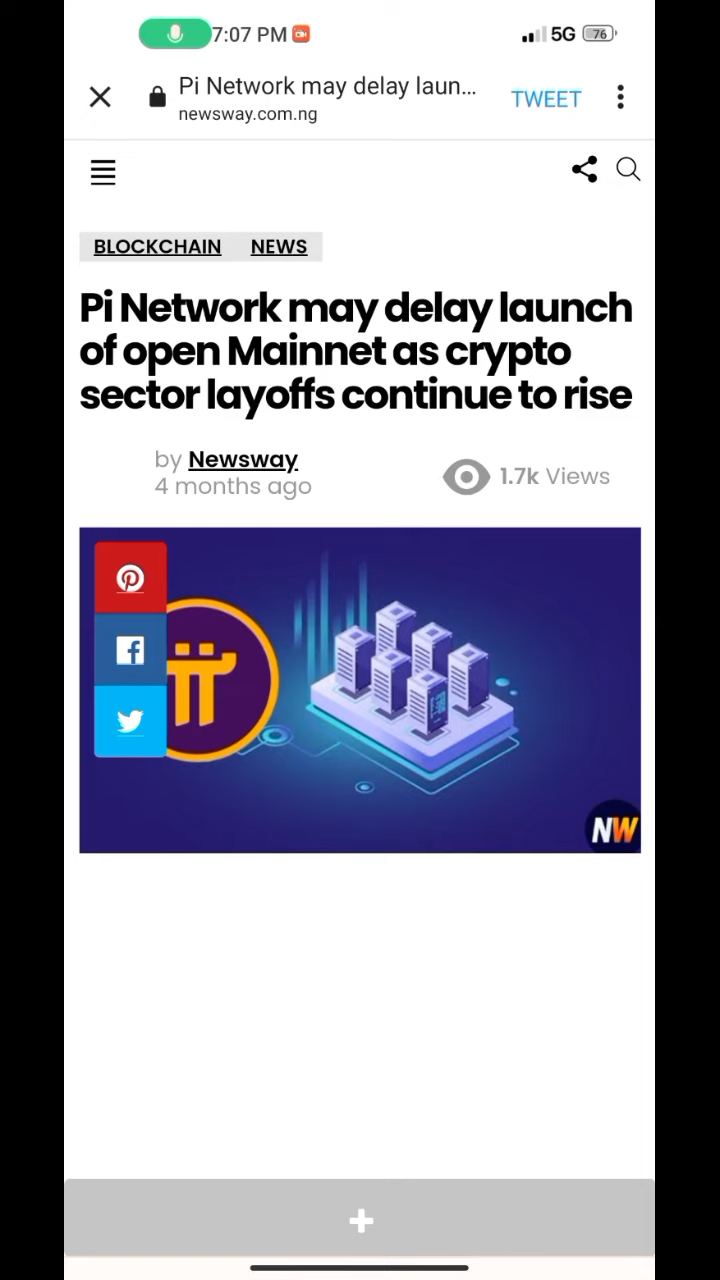 7:07 PM 5G 76
Pi Network may delay laun...
newsway.com.ng
TWEET
BLOCKCHAIN NEWS
Pi Network may delay launch
of open Mainnet as crypto
sector layoffs continue to rise
by Newsway
4 months ago
1.7k Views
NW